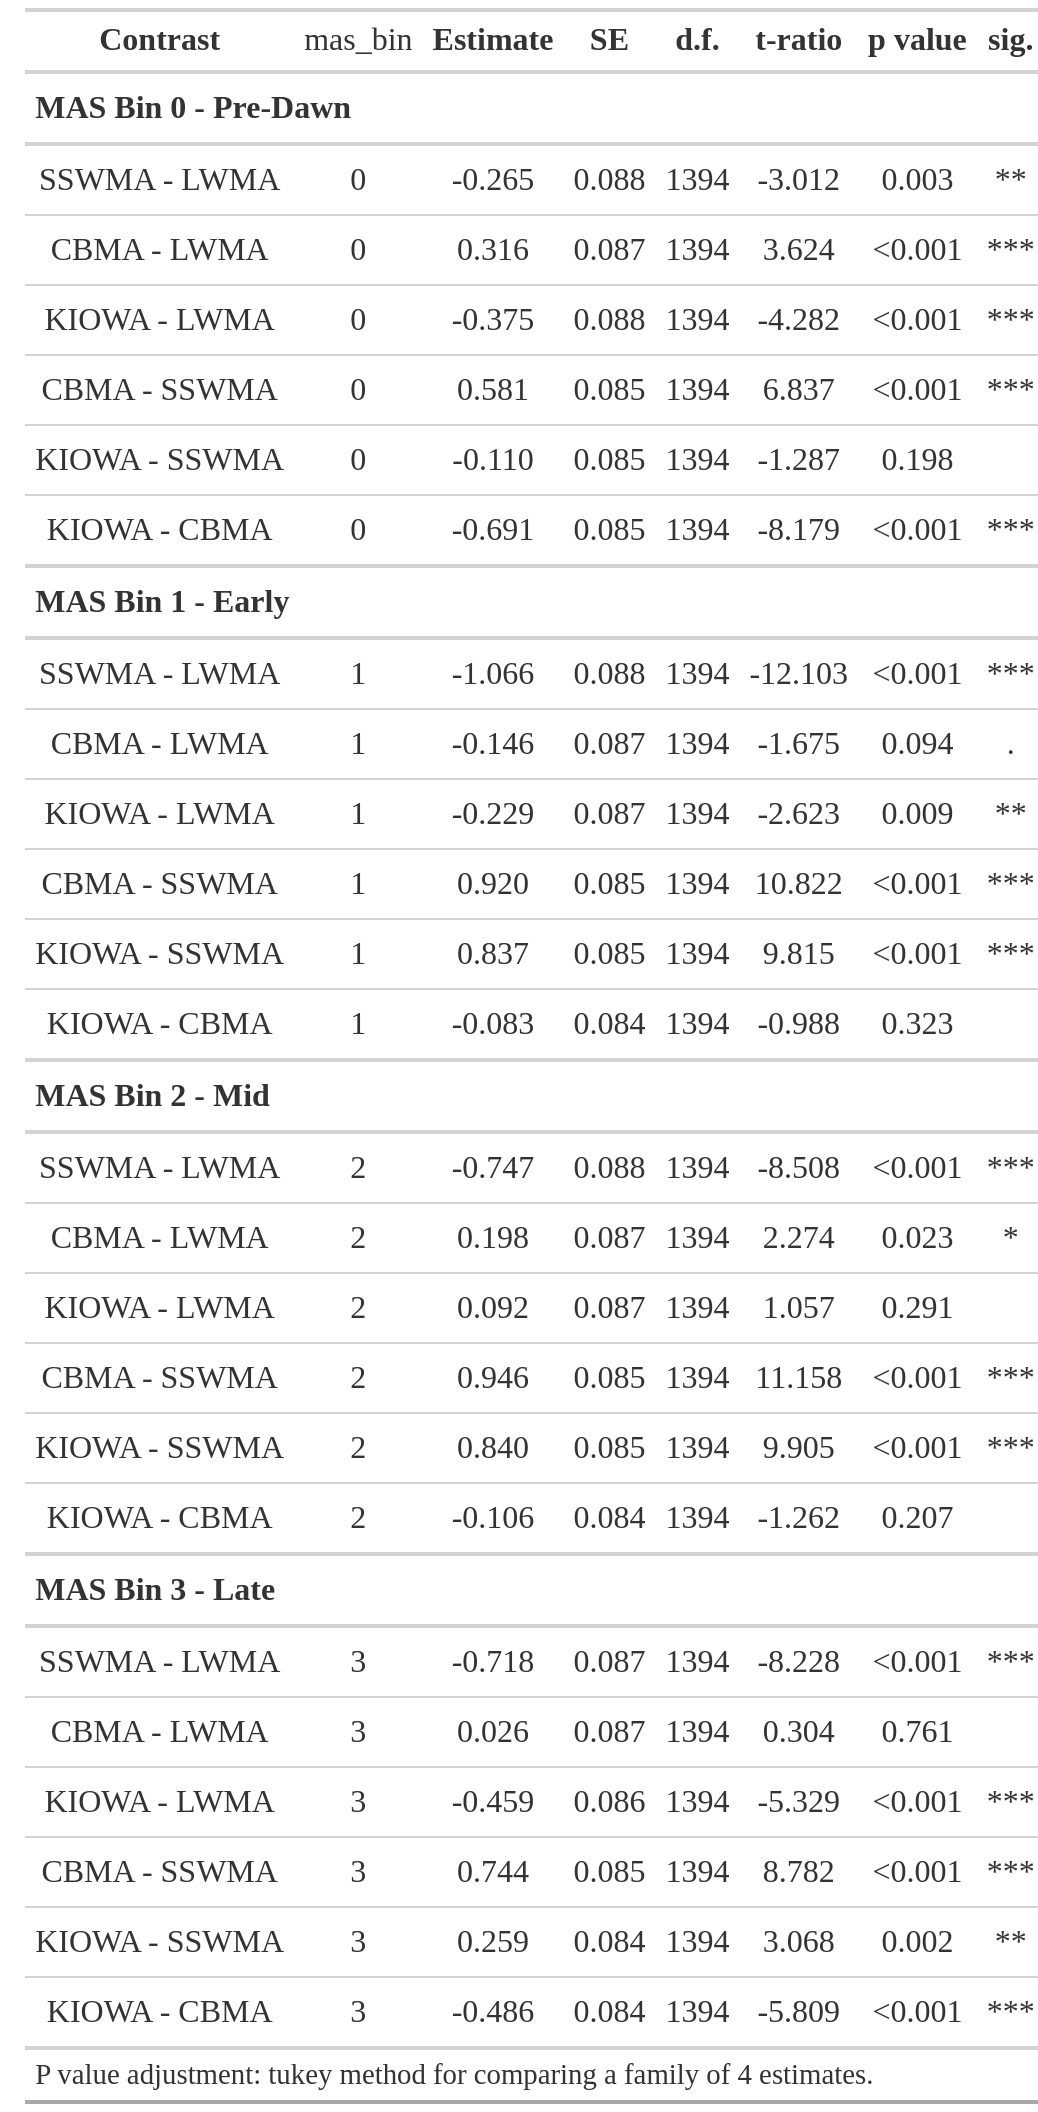 Contrast mas_bin Estimate SE d.f. t-ratio p value sig.
MAS Bin 0 - Pre-Dawn
SSWMA - LWMA 0 -0.265 0.088 1394 -3.012 0.003 **
CBMA - LWMA 0 0.316 0.087 1394 3.624 <0.001 ***
KIOWA - LWMA 0 -0.375 0.088 1394 -4.282 <0.001 ***
CBMA - SSWMA 0 0.581 0.085 1394 6.837 <0.001 ***
KIOWA - SSWMA 0 -0.110 0.085 1394 -1.287 0.198
KIOWA - CBMA 0 -0.691 0.085 1394 -8.179 <0.001 ***
MAS Bin 1 - Early
SSWMA - LWMA 1 -1.066 0.088 1394 -12.103 <0.001 ***
CBMA - LWMA 1 -0.146 0.087 1394 -1.675 0.094 .
KIOWA - LWMA 1 -0.229 0.087 1394 -2.623 0.009 **
CBMA - SSWMA 1 0.920 0.085 1394 10.822 <0.001 ***
KIOWA - SSWMA 1 0.837 0.085 1394 9.815 <0.001 ***
KIOWA - CBMA 1 -0.083 0.084 1394 -0.988 0.323
MAS Bin 2 - Mid
SSWMA - LWMA 2 -0.747 0.088 1394 -8.508 <0.001 ***
CBMA - LWMA 2 0.198 0.087 1394 2.274 0.023 *
KIOWA - LWMA 2 0.092 0.087 1394 1.057 0.291
CBMA - SSWMA 2 0.946 0.085 1394 11.158 <0.001 ***
KIOWA - SSWMA 2 0.840 0.085 1394 9.905 <0.001 ***
KIOWA - CBMA 2 -0.106 0.084 1394 -1.262 0.207
MAS Bin 3 - Late
SSWMA - LWMA 3 -0.718 0.087 1394 -8.228 <0.001 ***
CBMA - LWMA 3 0.026 0.087 1394 0.304 0.761
KIOWA - LWMA 3 -0.459 0.086 1394 -5.329 <0.001 ***
CBMA - SSWMA 3 0.744 0.085 1394 8.782 <0.001 ***
KIOWA - SSWMA 3 0.259 0.084 1394 3.068 0.002 **
KIOWA - CBMA 3 -0.486 0.084 1394 -5.809 <0.001 ***
P value adjustment: tukey method for comparing a family of 4 estimates.